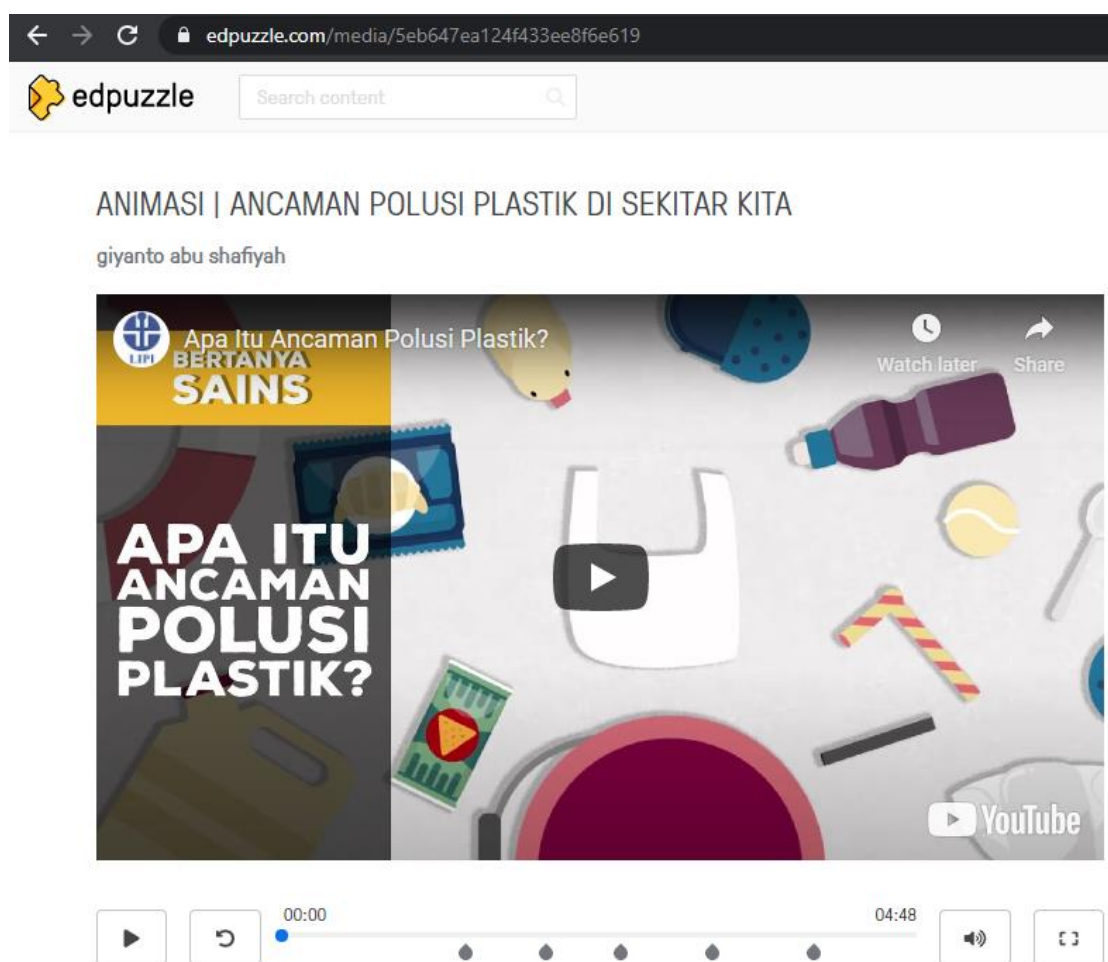 edpuzzle.com/media/5eb647ea124f433ee8f6e619
edpuzzle
Search content
ANIMASI | ANCAMAN POLUSI PLASTIK DI SEKITAR KITA
giyanto abu shafiyah
LIPI
Apa Itu Ancaman Polusi Plastik?
Watch later
Share
BERTANYA
SAINS
APA ITU
ANCAMAN
POLUSI
PLASTIK?
YouTube
00:00
04:48